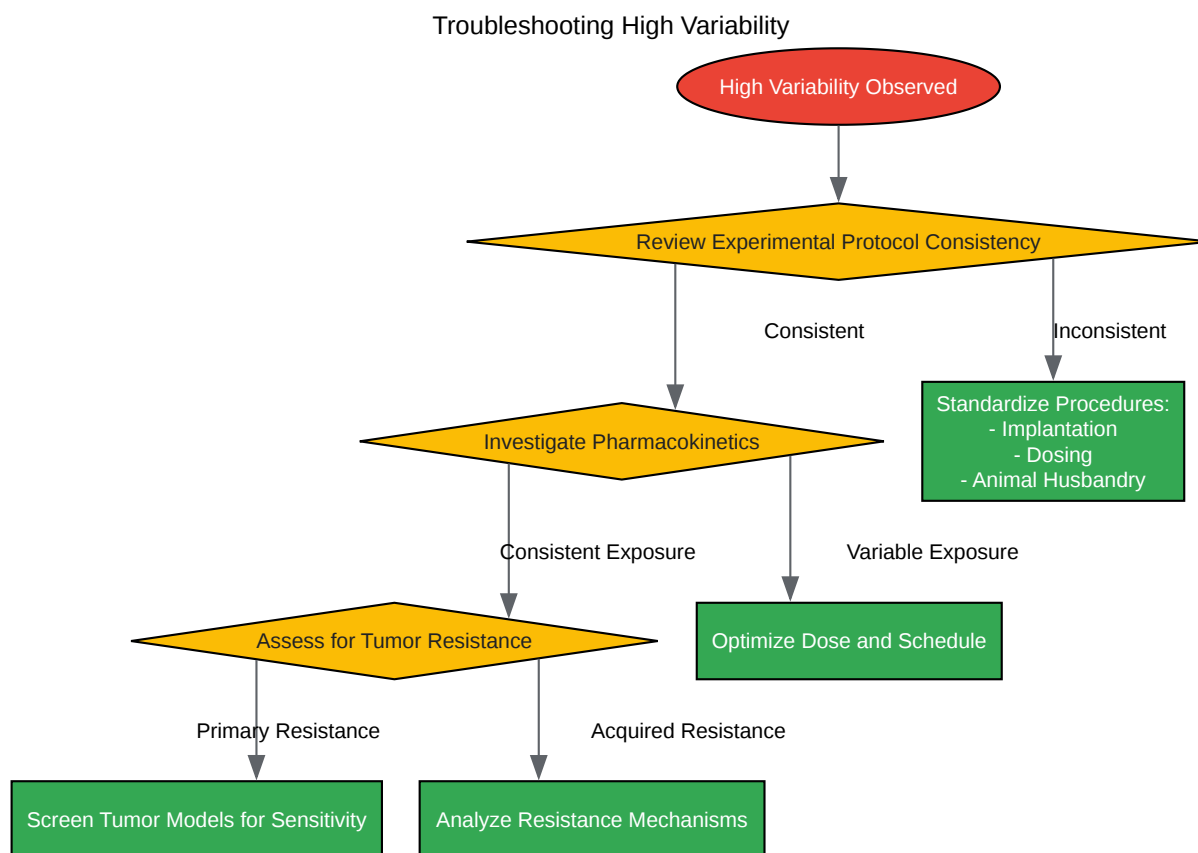 Troubleshooting High Variability
High Variability Observed
Review Experimental Protocol Consistency
Consistent
Inconsistent
Standardize Procedures:
- Implantation
- Dosing
- Animal Husbandry
Investigate Pharmacokinetics
Consistent Exposure
Variable Exposure
Assess for Tumor Resistance
Optimize Dose and Schedule
Primary Resistance
Acquired Resistance
Screen Tumor Models for Sensitivity
Analyze Resistance Mechanisms